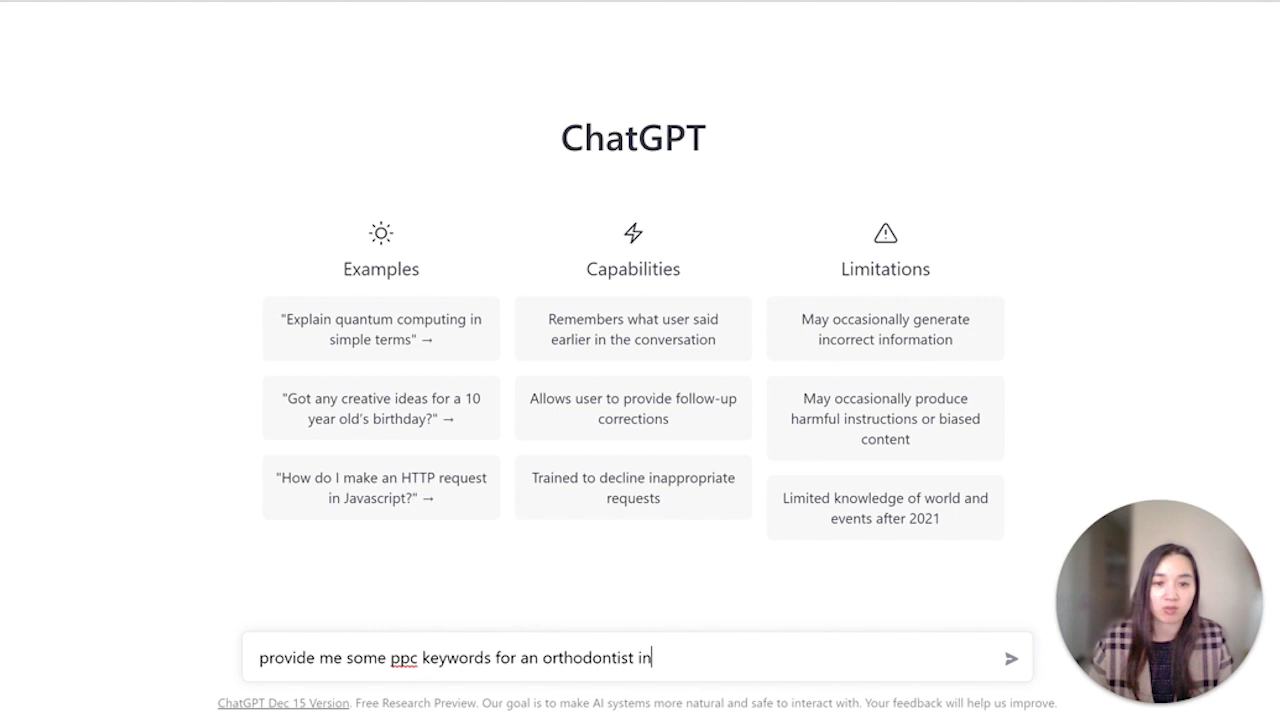 ChatGPT
Examples
Capabilities
Limitations
"Explain quantum computing in
simple terms" →
Remembers what user said
earlier in the conversation
May occasionally generate
incorrect information
"Got any creative ideas for a 10
year old's birthday?" →
Allows user to provide follow-up
corrections
May occasionally produce
harmful instructions or biased
content
"How do I make an HTTP request
in Javascript?" →
Trained to decline inappropriate
requests
Limited knowledge of world and
events after 2021
provide me some ppc keywords for an orthodontist in
ChatGPT Dec 15 Version. Free Research Preview. Our goal is to make AI systems more natural and safe to interact with. Your feedback will help us improve.